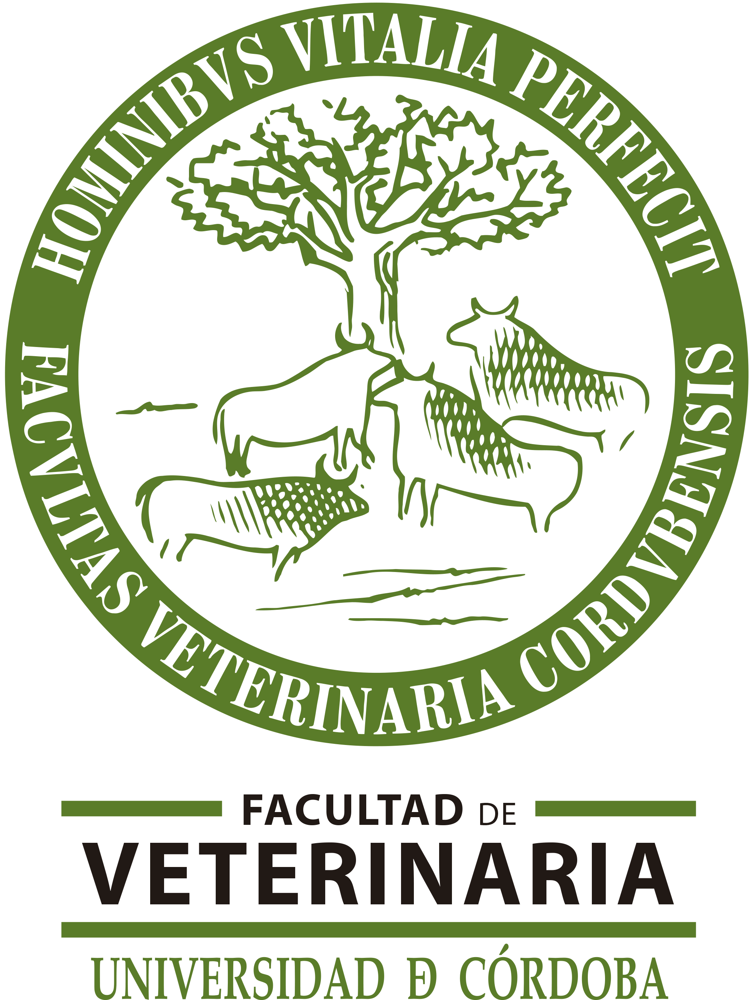 HOMINIBVS VITALIA PERFECIT
FACVLTAS VETERINARIA CORDVBENSIS
FACULTAD DE
VETERINARIA
UNIVERSIDAD D CÓRDOBA